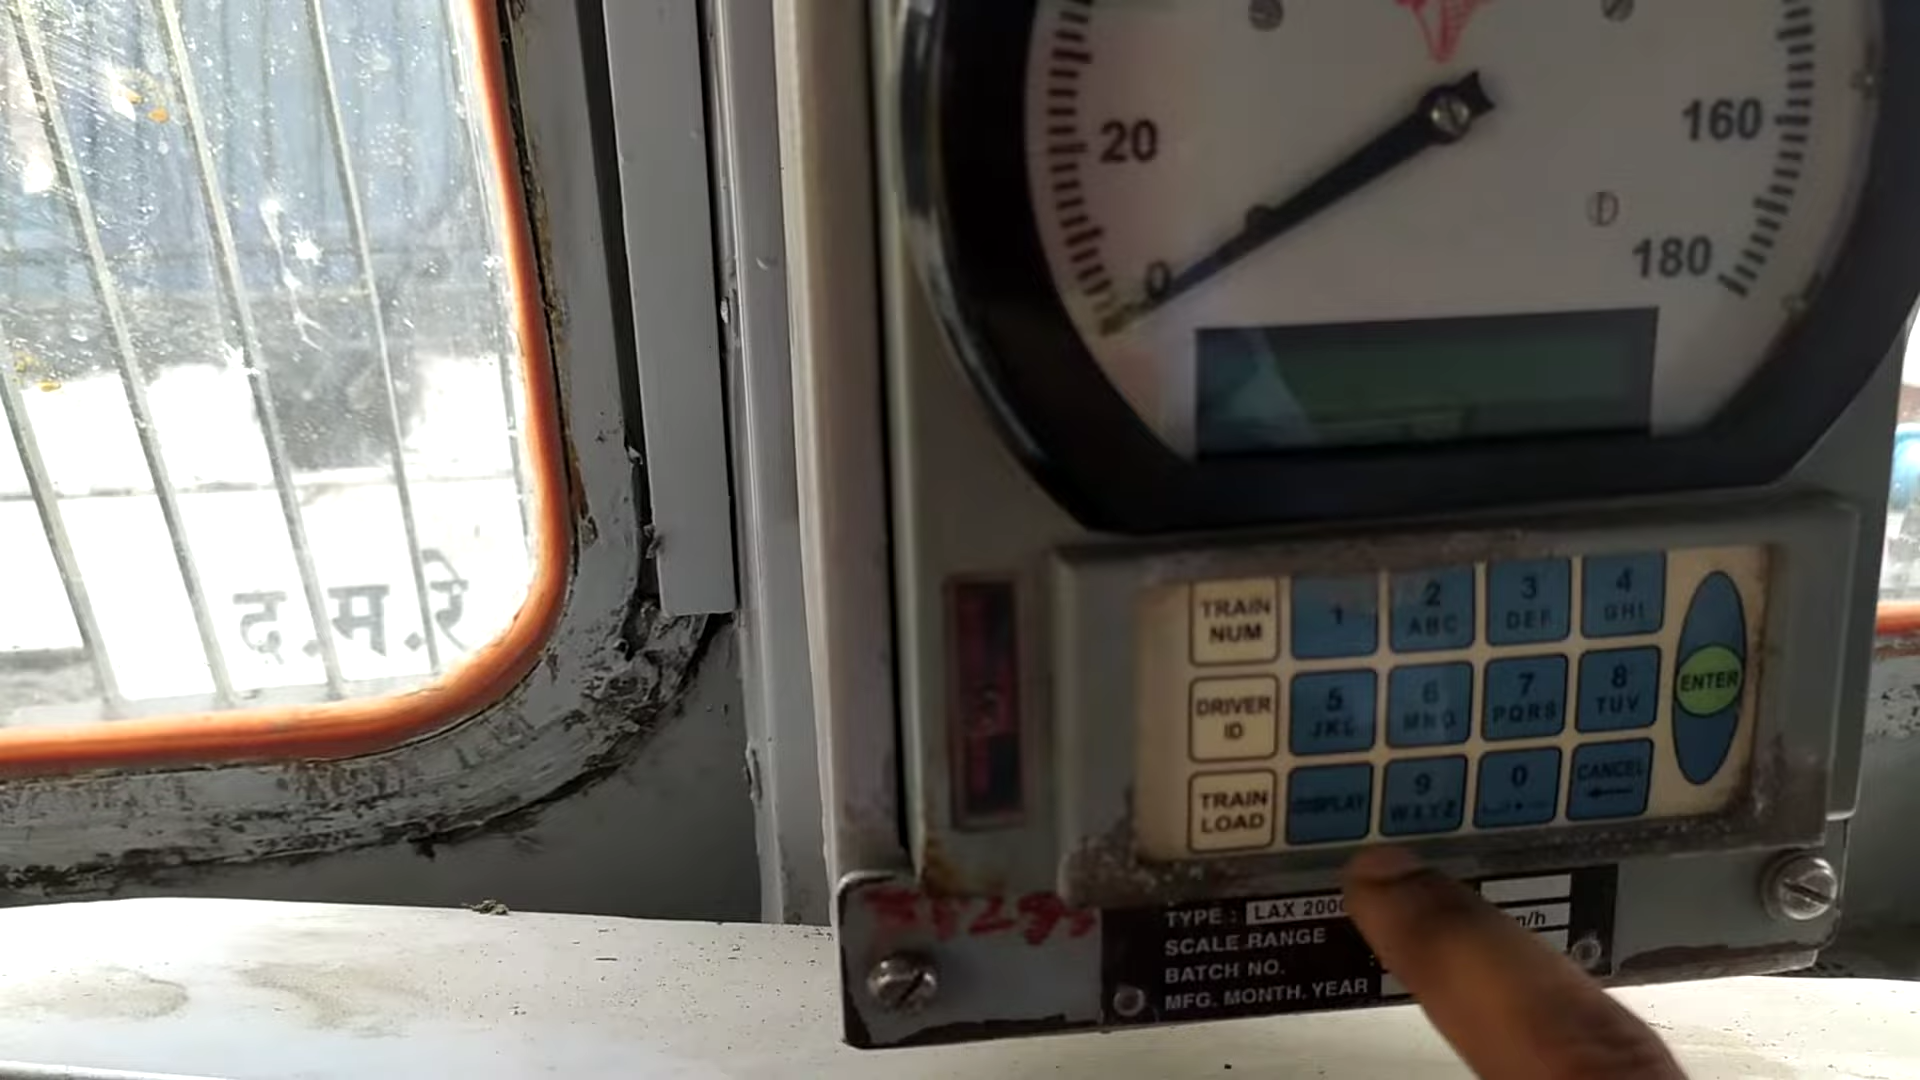 20
160
0
180
द.म.रे
TRAIN NUM
1
2 ABC
3 DEF
4 GHI
DRIVER ID
5 JKL
6 MNO
7 PQRS
8 TUV
ENTER
TRAIN LOAD
DISPLAY
9 WXYZ
0
CANCEL
TYPE : LAX 2000
SCALE RANGE
BATCH NO.
MFG. MONTH. YEAR